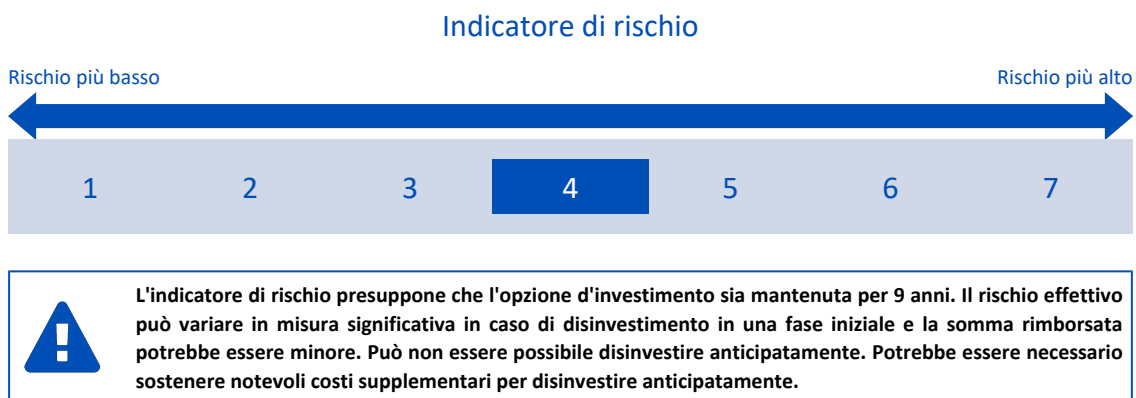 Indicatore di rischio
Rischio più basso
Rischio più alto
1 2 3 4 5 6 7
L'indicatore di rischio presuppone che l'opzione d'investimento sia mantenuta per 9 anni. Il rischio effettivo
può variare in misura significativa in caso di disinvestimento in una fase iniziale e la somma rimborsata
potrebbe essere minore. Può non essere possibile disinvestire anticipatamente. Potrebbe essere necessario
sostenere notevoli costi supplementari per disinvestire anticipatamente.